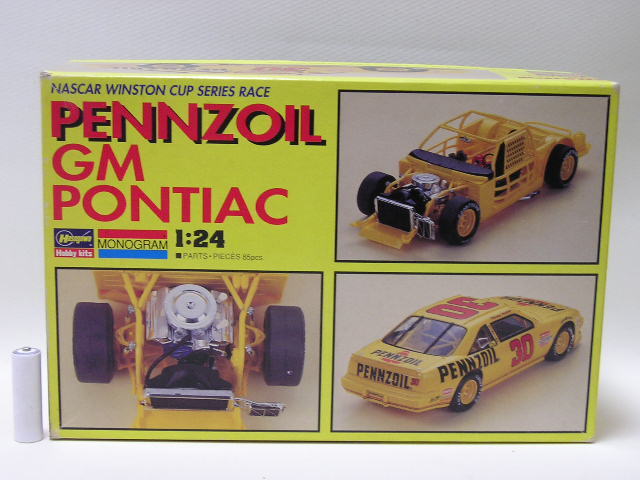 NASCAR WINSTON CUP SERIES RACE
PENNZOIL
GM
PONTIAC
Hasegawa
Hobby kits
MONOGRAM
1:24
■PARTS・PIECES 85pcs.
30
PENNZOIL
PENNZOIL
PENNZOIL
30